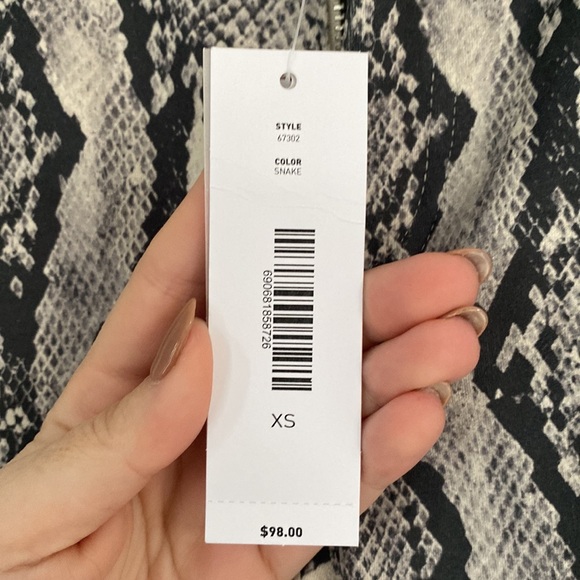 STYLE
67302
COLOR
SNAKE
690681858726
XS
$98.00